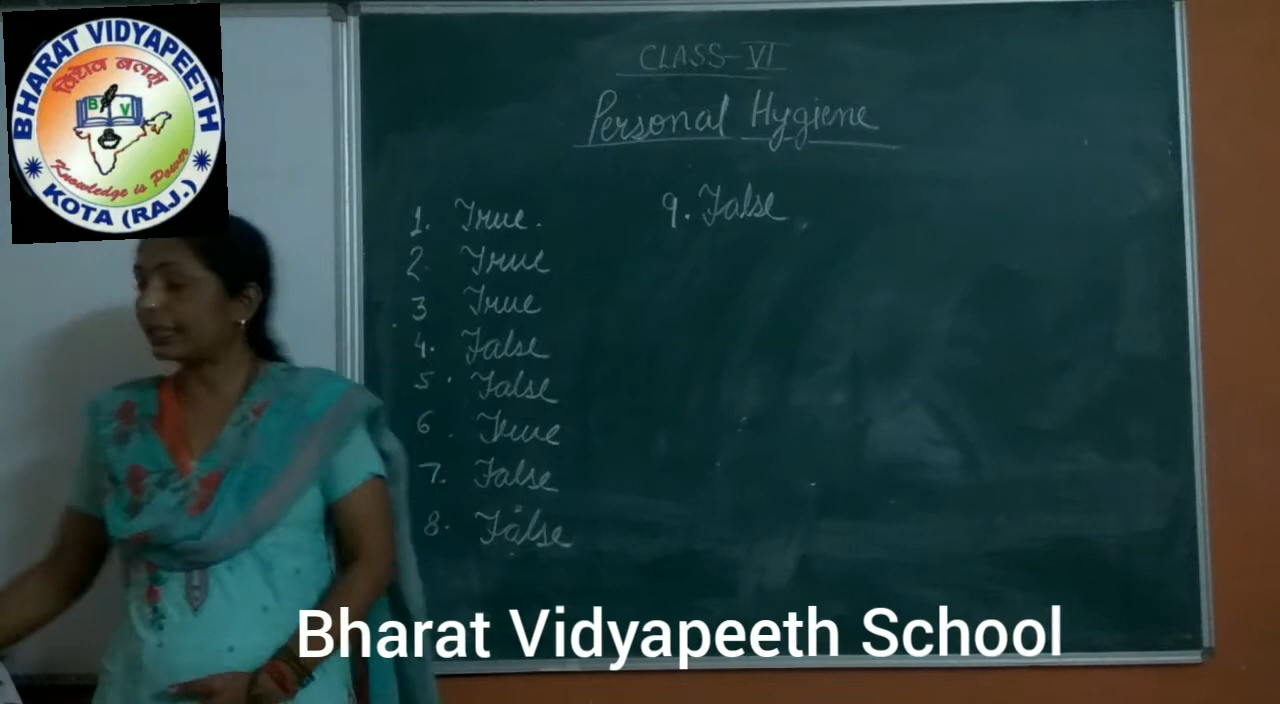 BHARAT VIDYAPEETH
विद्यैव बलम्
B V
Knowledge is Power
KOTA (RAJ.)
CLASS-VI
Personal Hygiene
1. True.
2. True
3 True
4. False
5. False
6. True
7. False
8. False
9. False
Bharat Vidyapeeth School